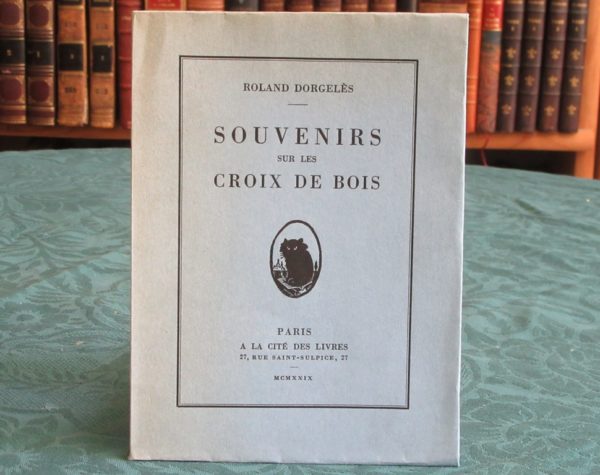 ROLAND DORGELÈS
SOUVENIRS
SUR LES
CROIX DE BOIS
PARIS
A LA CITÉ DES LIVRES
27, RUE SAINT-SULPICE, 27
MCMXXIX